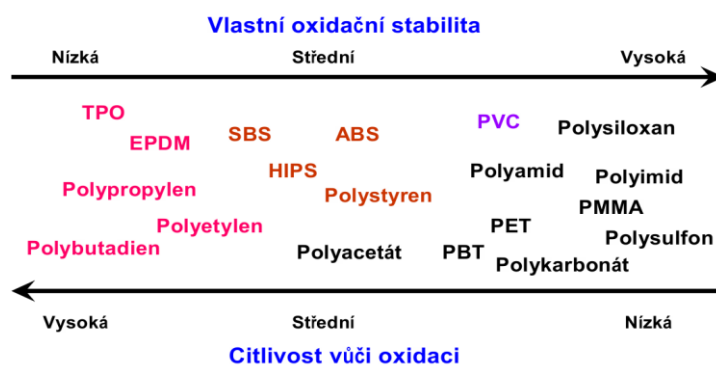 Vlastní oxidační stabilita
Nízká Střední Vysoká
TPO
EPDM SBS ABS PVC Polysiloxan
HIPS Polyamid Polyimid
Polypropylen Polystyren PMMA
Polyetylen PET
Polybutadien Polyacetát PBT Polysulfon
Polykarbonát
Vysoká Střední Nízká
Citlivost vůči oxidaci